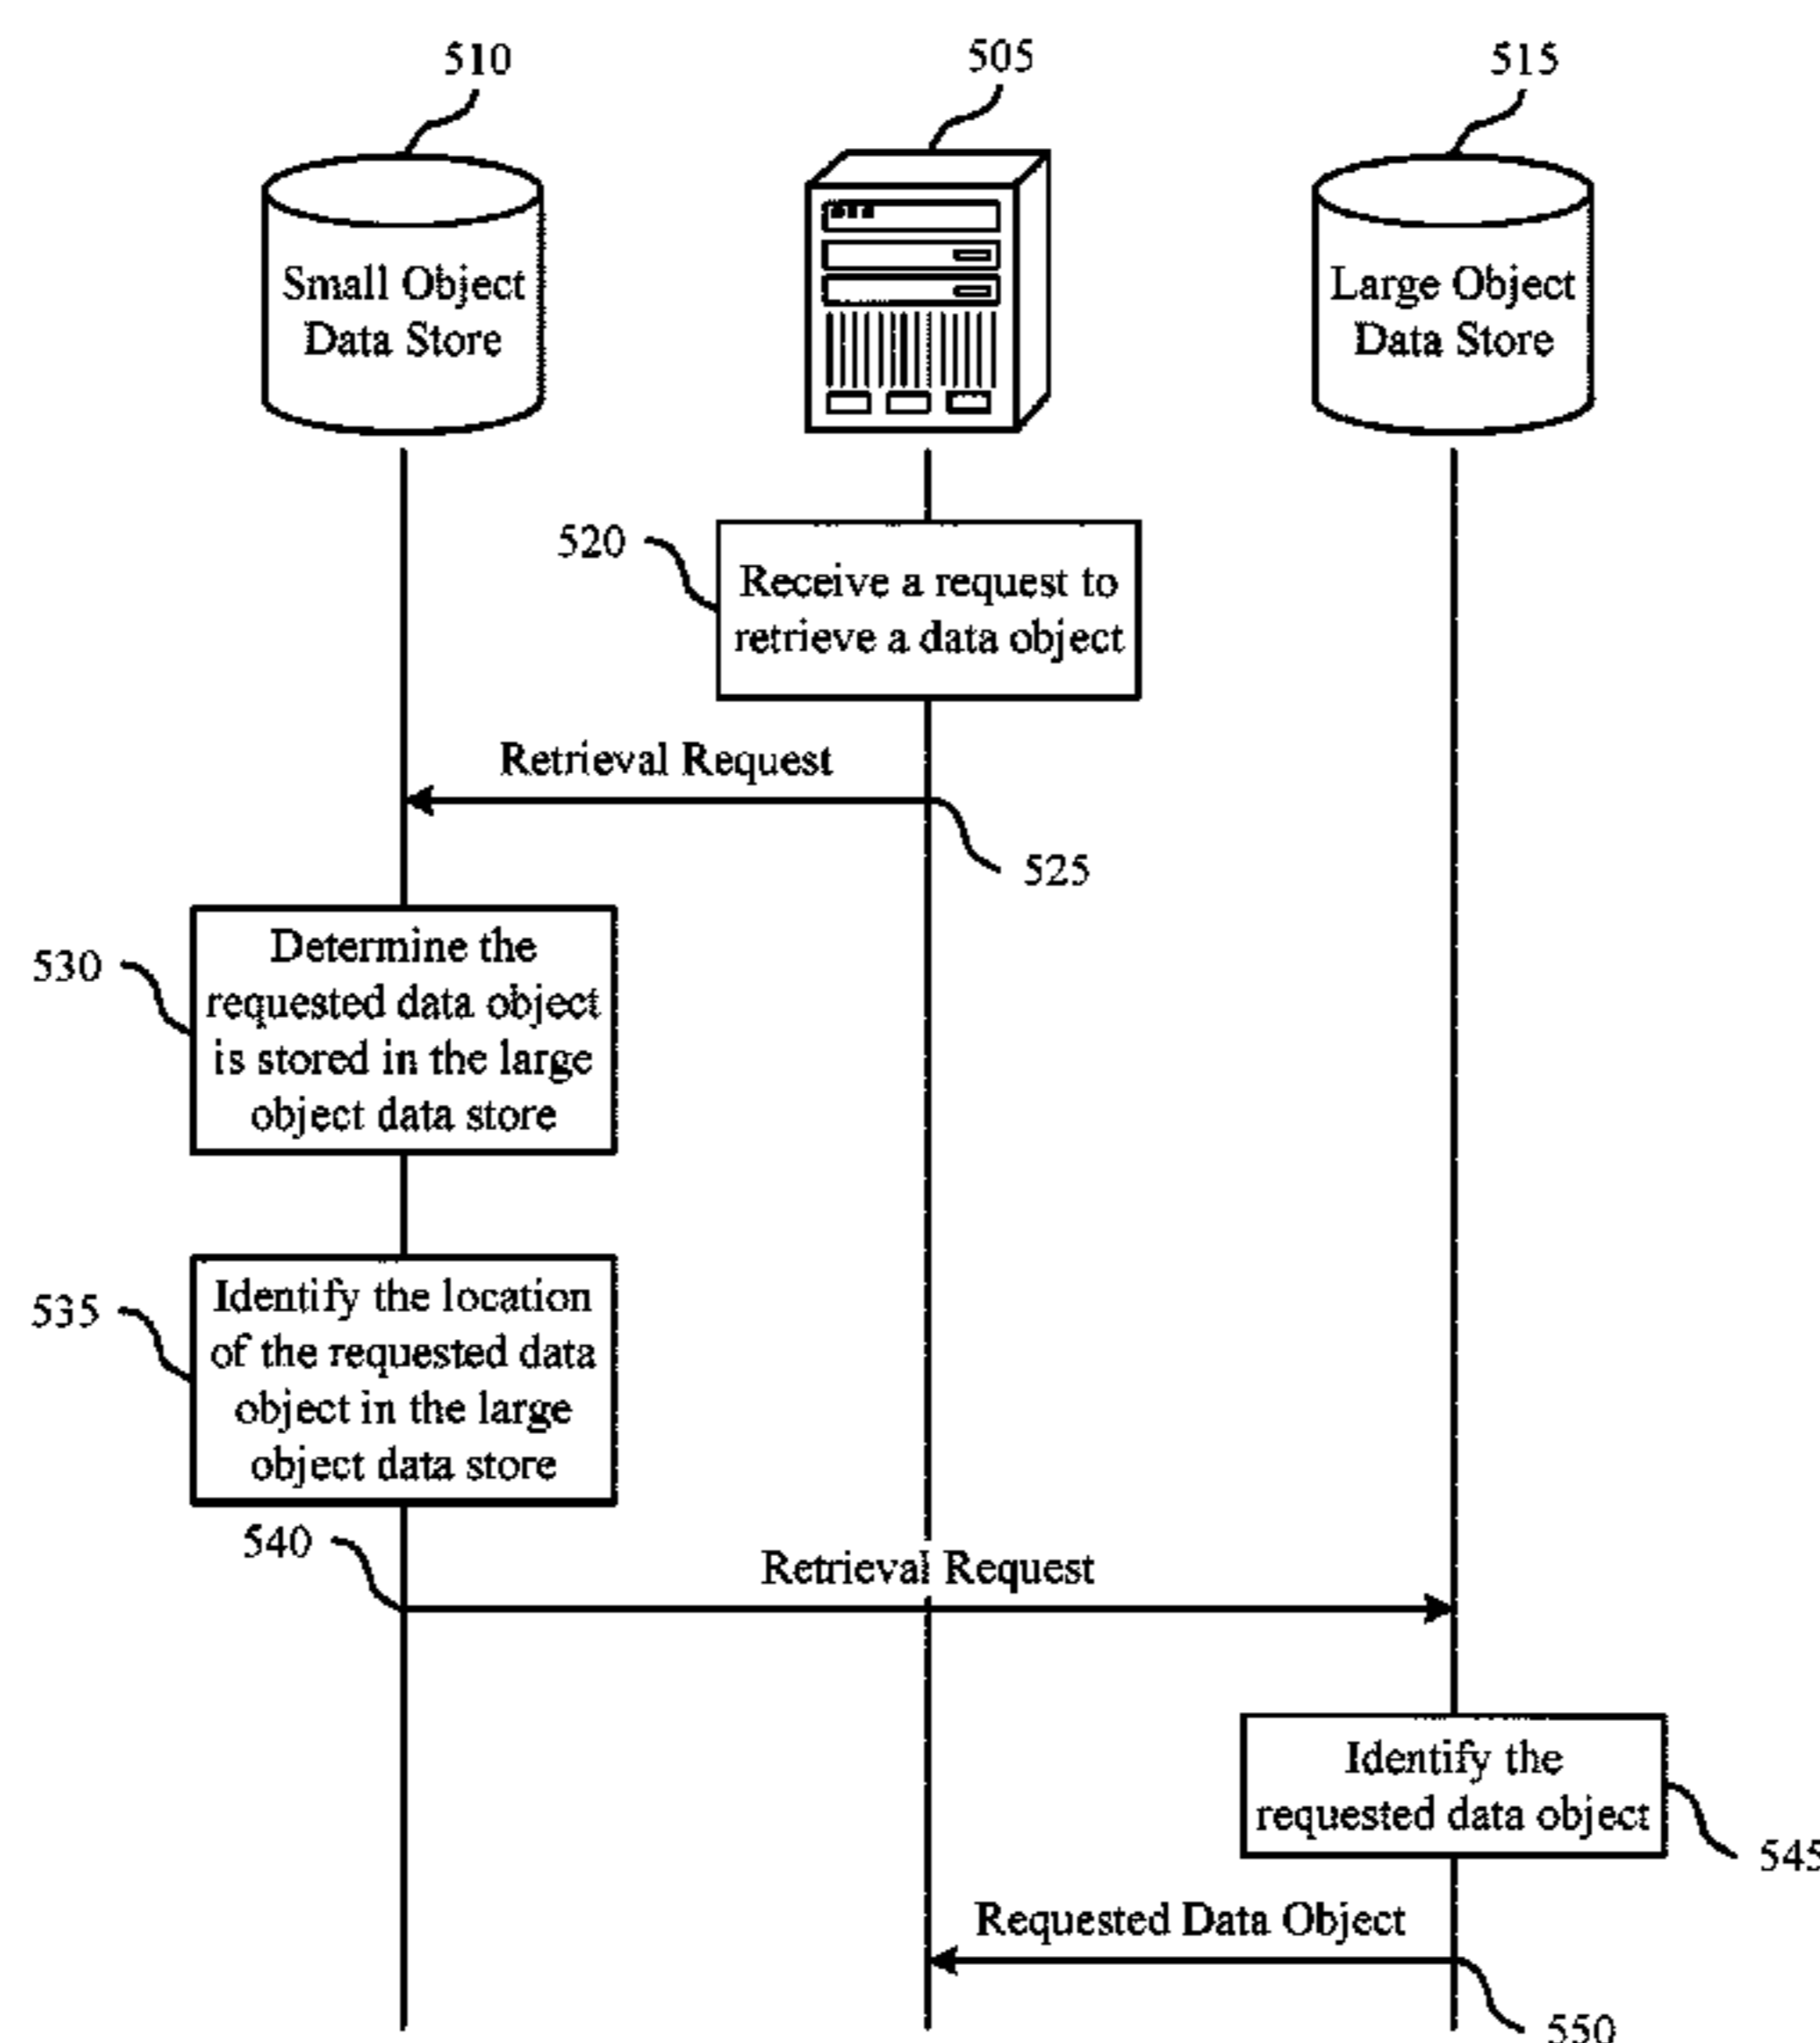 510
505
515
Small Object
Data Store
Large Object
Data Store
520
Receive a request to
retrieve a data object
Retrieval Request
525
530
Determine the
requested data object
is stored in the large
object data store
535
Identify the location
of the requested data
object in the large
object data store
540
Retrieval Request
Identify the
requested data object
545
Requested Data Object
550